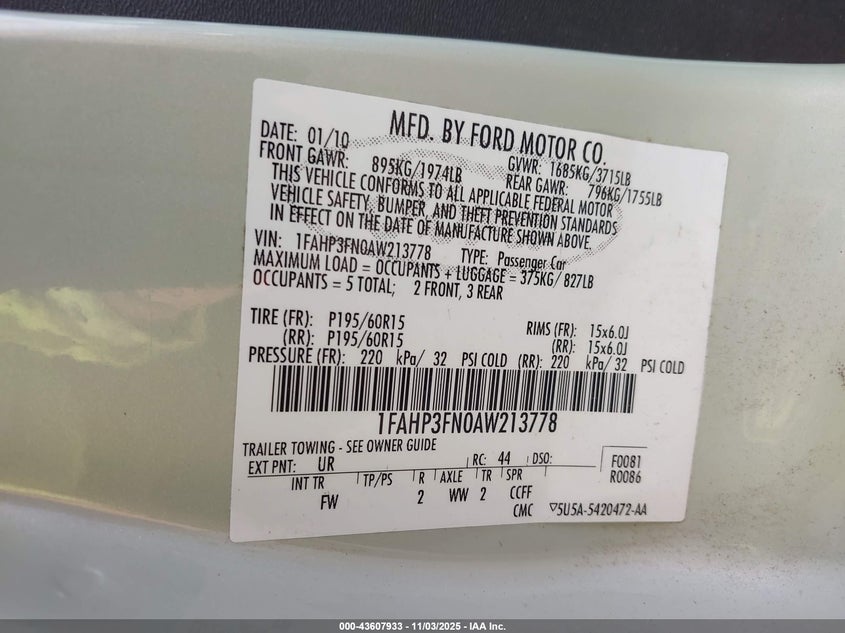 MFD. BY FORD MOTOR CO.
DATE: 01/10 GVWR: 1685KG/3715LB
FRONT GAWR: 895KG/1974LB REAR GAWR: 796KG/1755LB
THIS VEHICLE CONFORMS TO ALL APPLICABLE FEDERAL MOTOR
VEHICLE SAFETY, BUMPER, AND THEFT PREVENTION STANDARDS
IN EFFECT ON THE DATE OF MANUFACTURE SHOWN ABOVE.
VIN: 1FAHP3FN0AW213778 TYPE: Passenger Car
MAXIMUM LOAD = OCCUPANTS + LUGGAGE = 375KG/ 827LB
OCCUPANTS = 5 TOTAL; 2 FRONT, 3 REAR
TIRE (FR): P195/60R15 RIMS (FR): 15x6.0J
(RR): P195/60R15 (RR): 15x6.0J
PRESSURE (FR): 220 kPa/ 32 PSI COLD (RR): 220 kPa/ 32 PSI COLD
1FAHP3FN0AW213778
TRAILER TOWING - SEE OWNER GUIDE
EXT PNT: UR RC: 44 DSO: F0081
INT TR TP/PS R AXLE TR SPR R0086
FW 2 WW 2 CCFF
CMC ▽5U5A-5420472-AA
000-43607933 - 11/03/2025 - IAA Inc.